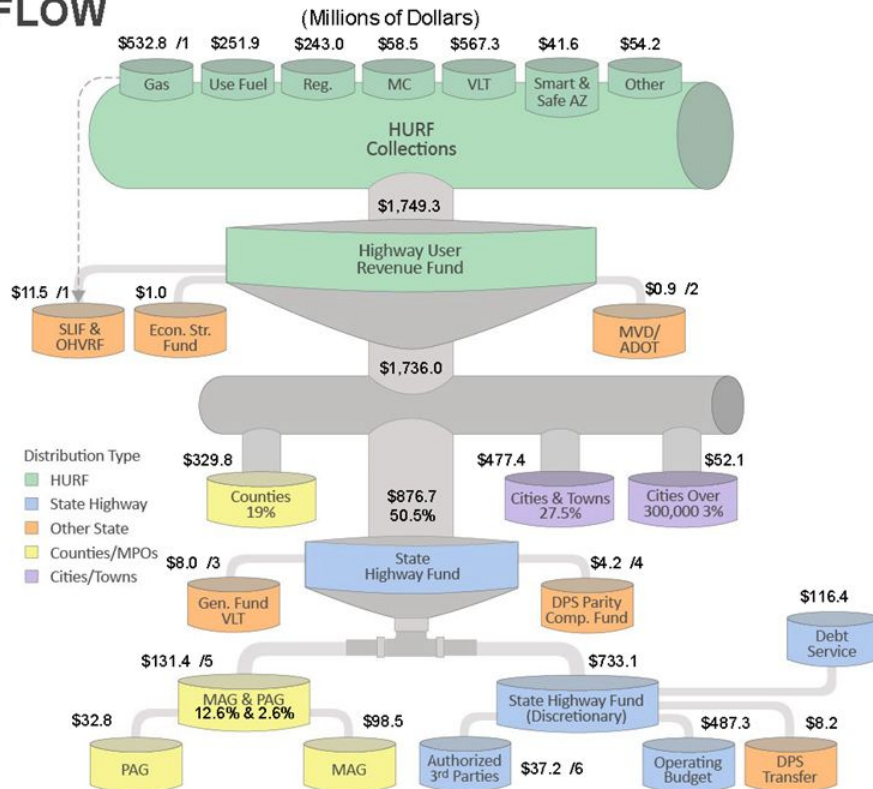 FLOW
(Millions of Dollars)
$532.8 /1 $251.9 $243.0 $58.5 $567.3 $41.6 $54.2
Gas Use Fuel Reg. MC VLT Smart &
Safe AZ Other
HURF
Collections
$1,749.3
Highway User
Revenue Fund
$11.5 /1 $1.0 $0.9 /2
SLIF &
OHVRF
Econ. Str.
Fund
MVD/
ADOT
$1,736.0
Distribution Type
HURF
State Highway
Other State
Counties/MPOs
Cities/Towns
$329.8
Counties
19%
$876.7
50.5%
$477.4
Cities & Towns
27.5%
$52.1
Cities Over
300,000 3%
State
Highway Fund
$8.0 /3
Gen. Fund
VLT
$4.2 /4
DPS Parity
Comp. Fund
$116.4
Debt
Service
$131.4 /5
MAG & PAG
12.6% & 2.6%
$733.1
State Highway Fund
(Discretionary)
$32.8
PAG
$98.5
MAG
Authorized
3rd Parties
$37.2 /6
$487.3
Operating
Budget
$8.2
DPS
Transfer